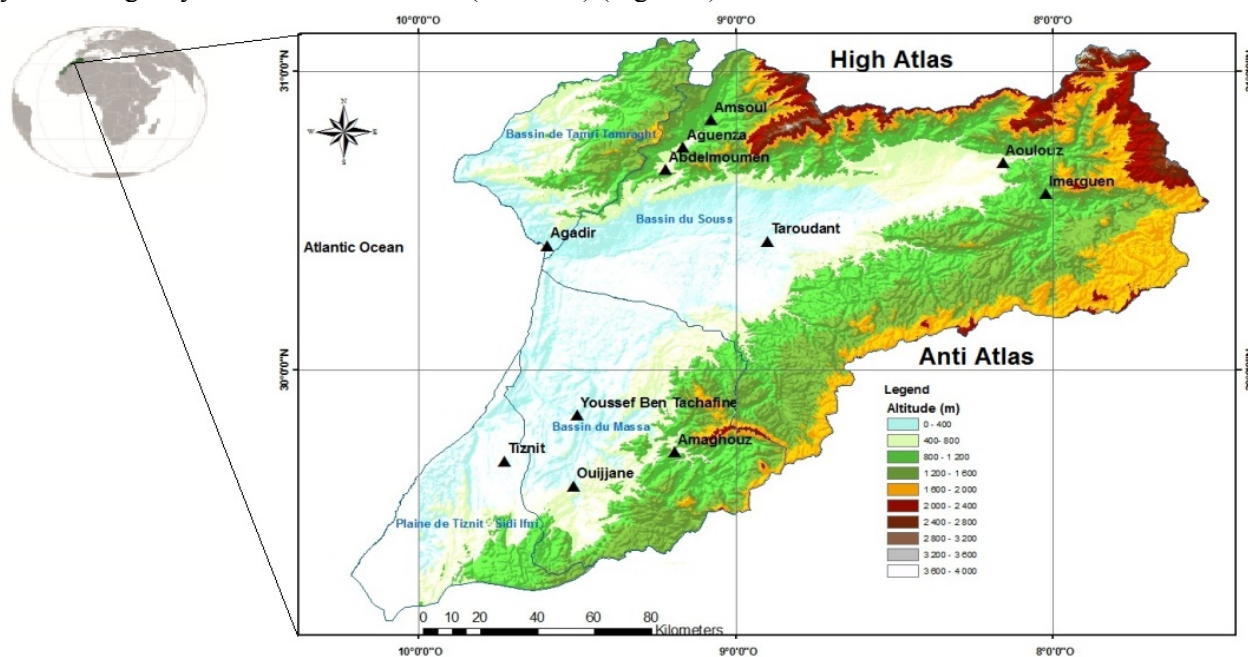 10°0'0"O 9°0'0"O 8°0'0"O
High Atlas
31°0'0"N
N
W E
S
Amsoul
Bassin de Tamri Tamraght
Aguenza
Abdelmoumen
Aoulouz
Imerguen
Bassin du Souss
Taroudant
Agadir
Atlantic Ocean
Anti Atlas
30°0'0"N
Legend
Altitude (m)
0 - 400
400- 800
800 - 1 200
1 200 - 1 600
1 600 - 2 000
2 000 - 2 400
2 400 - 2 800
2 800 - 3 200
3 200 - 3 600
3 600 - 4 000
Youssef Ben Tachafine
Bassin du Massa
Amaghouz
Tiznit
Ouijjane
Plaine de Tiznit - Sidi Ifni
0 10 20 40 60 80
Kilometers
10°0'0"O 9°0'0"O 8°0'0"O